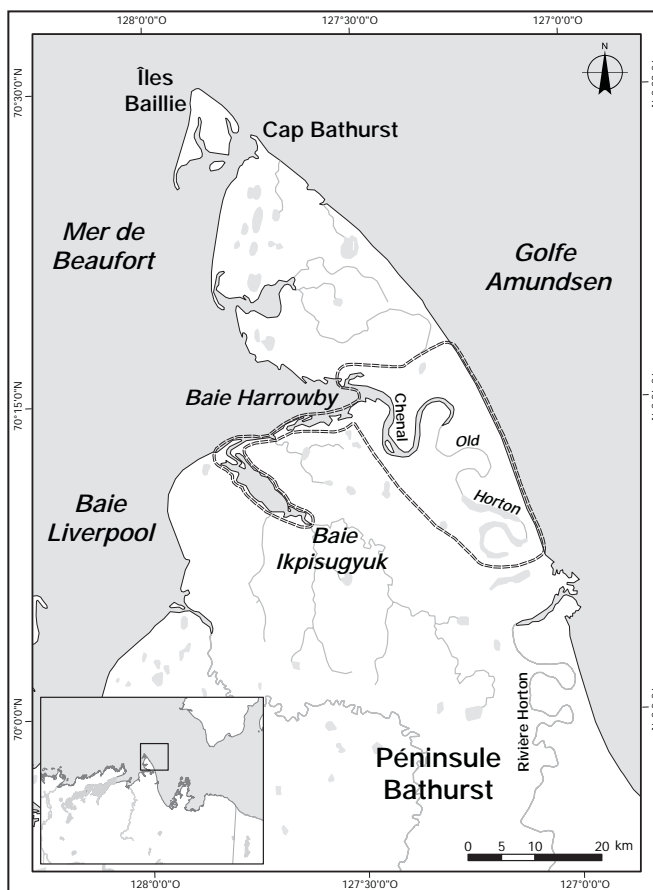 128°0'0"O
127°30'0"O
127°0'0"O
70°30'0"N
N
Îles
Baillie
Cap Bathurst
Mer de
Beaufort
Golfe
Amundsen
70°15'0"N
Baie Harrowby
Chenal
Old
Horton
Baie
Liverpool
Baie
Ikpisugyuk
70°0'0"N
Rivière Horton
Péninsule
Bathurst
0 5 10 20 km
128°0'0"O
127°30'0"O
127°0'0"O